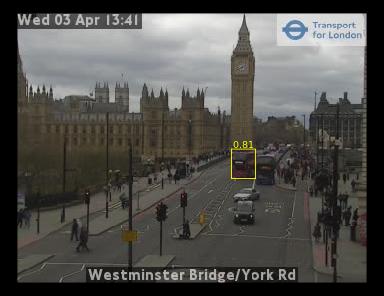 Wed 03 Apr 13:41
Transport
for London
0.81
Westminster Bridge/York Rd